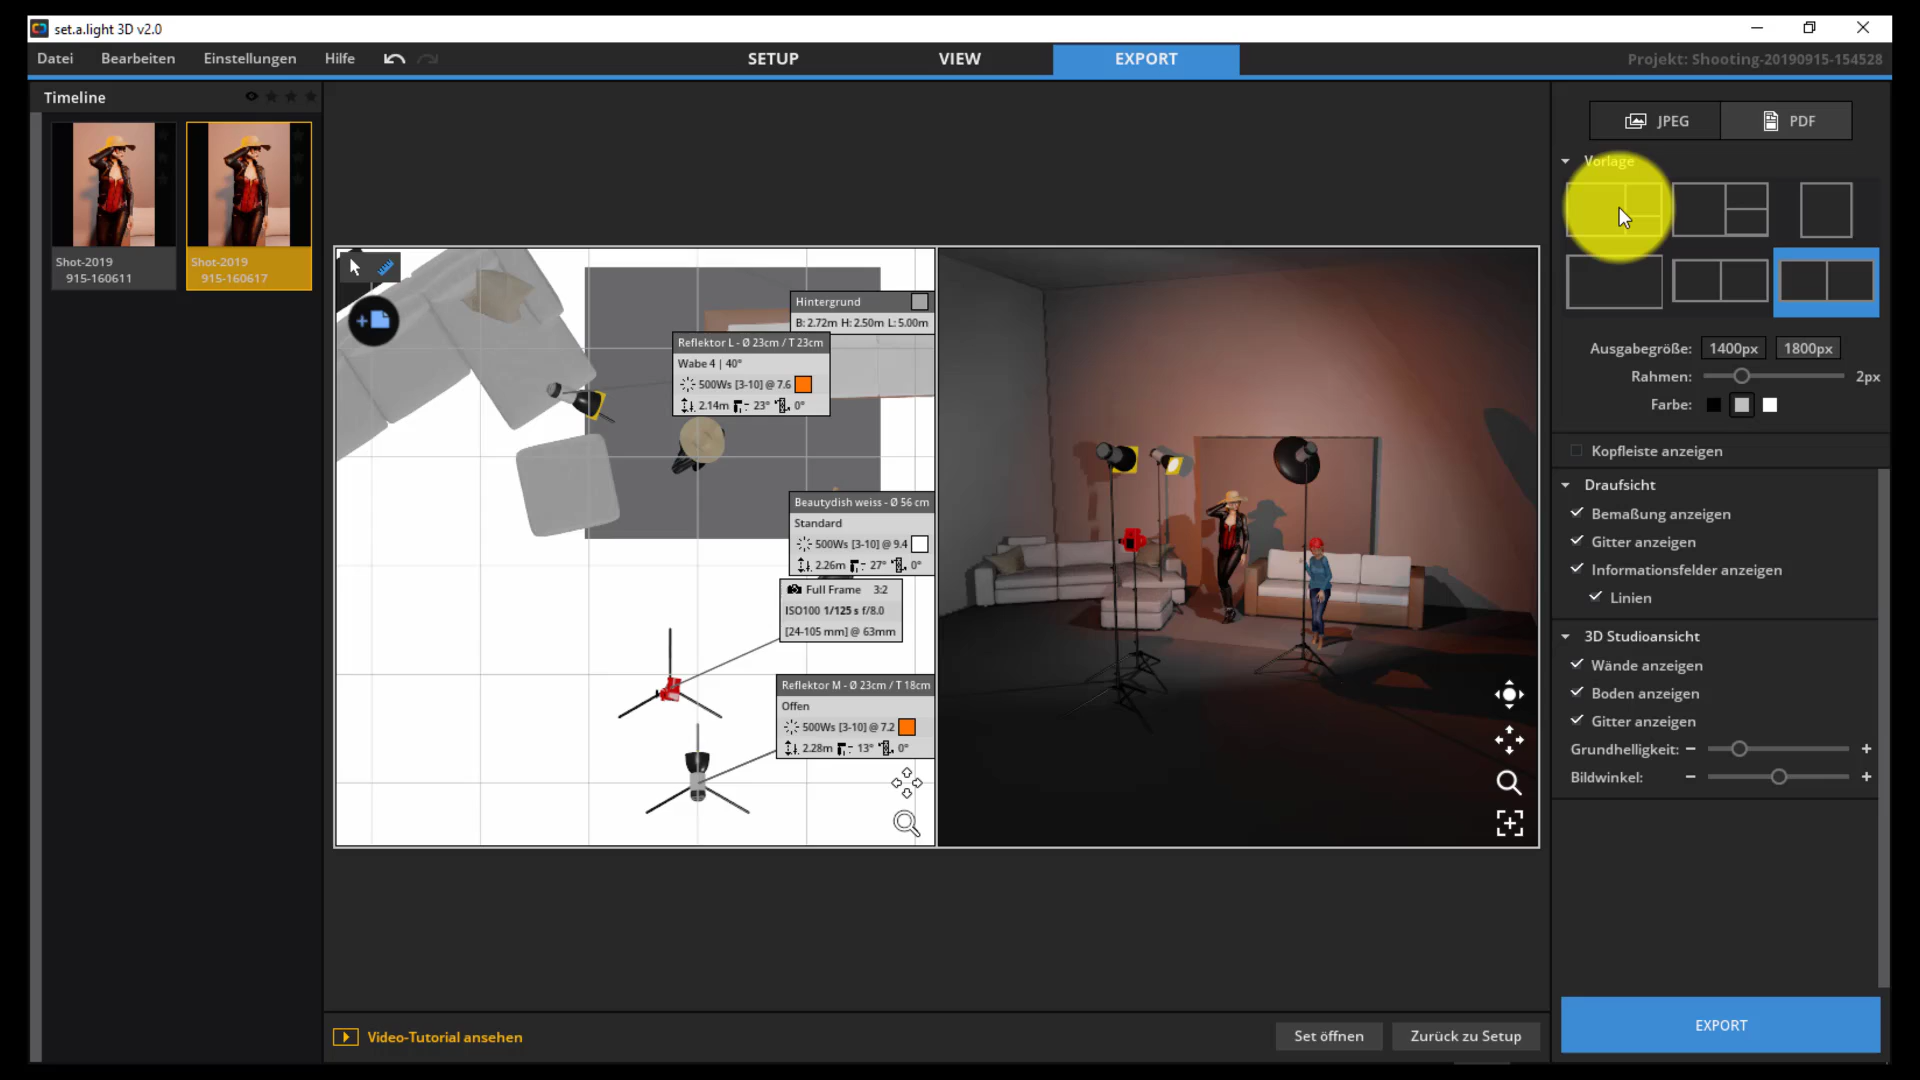 set.a.light 3D v2.0
Datei Bearbeiten Einstellungen Hilfe SETUP VIEW EXPORT Projekt: Shooting-20190915-154528
Timeline
Shot-2019
915-160611
Shot-2019
915-160617
Hintergrund
B: 2.72m H: 2.50m L: 5.00m
Reflektor L - Ø 23cm / T 23cm
Wabe 4 | 40°
500Ws [3-10] @ 7.6
2.14m 23° 0°
Beautydish weiss - Ø 56 cm
Standard
500Ws [3-10] @ 9.4
2.26m 27° 0°
Full Frame 3:2
ISO100 1/125 s f/8.0
[24-105 mm] @ 63mm
Reflektor M - Ø 23cm / T 18cm
Offen
500Ws [3-10] @ 7.2
2.28m 13° 0°
JPEG PDF
Vorlage
Ausgabegröße: 1400px 1800px
Rahmen: 2px
Farbe:
Kopfleiste anzeigen
Draufsicht
Bemaßung anzeigen
Gitter anzeigen
Informationsfelder anzeigen
Linien
3D Studioansicht
Wände anzeigen
Boden anzeigen
Gitter anzeigen
Grundhelligkeit: − +
Bildwinkel: − +
EXPORT
Video-Tutorial ansehen
Set öffnen Zurück zu Setup